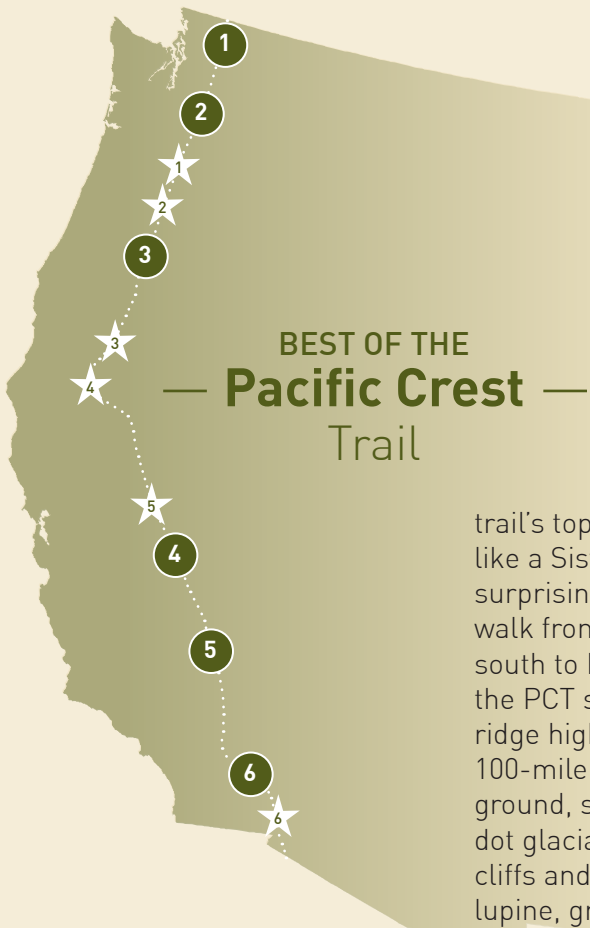 1
2
1
2
3
3
4
BEST OF THE
— Pacific Crest —
Trail
5
4
5
6
6
trail's top
like a Sis
surprisin
walk from
south to
the PCT s
ridge hig
100-mile
ground, s
dot glacia
cliffs and
lupine, gr